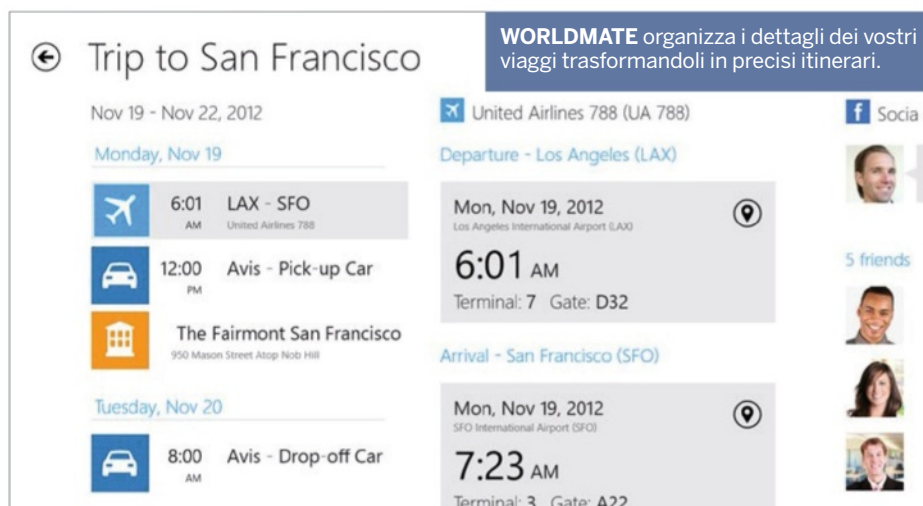 WORLDMATE organizza i dettagli dei vostri
viaggi trasformandoli in precisi itinerari.
Trip to San Francisco
Nov 19 - Nov 22, 2012
Monday, Nov 19
6:01 AM LAX - SFO
United Airlines 788
12:00 PM Avis - Pick-up Car
The Fairmont San Francisco
950 Mason Street Atop Nob Hill
Tuesday, Nov 20
8:00 AM Avis - Drop-off Car
United Airlines 788 (UA 788)
Departure - Los Angeles (LAX)
Mon, Nov 19, 2012
Los Angeles International Airport (LAX)
6:01 AM
Terminal: 7 Gate: D32
Arrival - San Francisco (SFO)
Mon, Nov 19, 2012
SFO International Airport (SFO)
7:23 AM
Terminal: 3 Gate: A22
f Socia
5 friends